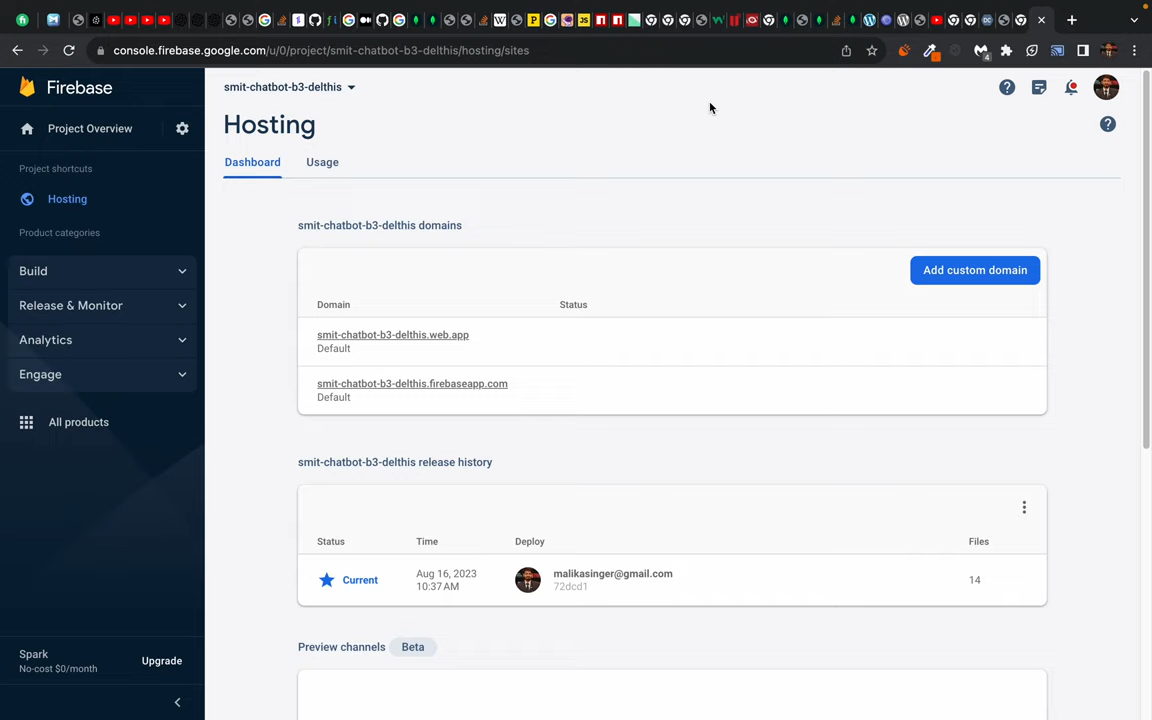 console.firebase.google.com/u/0/project/smit-chatbot-b3-delthis/hosting/sites
4
Firebase
smit-chatbot-b3-delthis
Project Overview
Hosting
Dashboard
Usage
Project shortcuts
Hosting
Product categories
Build
Release & Monitor
Analytics
Engage
All products
Spark
No-cost $0/month
Upgrade
smit-chatbot-b3-delthis domains
Add custom domain
Domain
Status
smit-chatbot-b3-delthis.web.app
Default
smit-chatbot-b3-delthis.firebaseapp.com
Default
smit-chatbot-b3-delthis release history
Status
Time
Deploy
Files
Current
Aug 16, 2023
10:37 AM
malikasinger@gmail.com
72dcd1
14
Preview channels
Beta